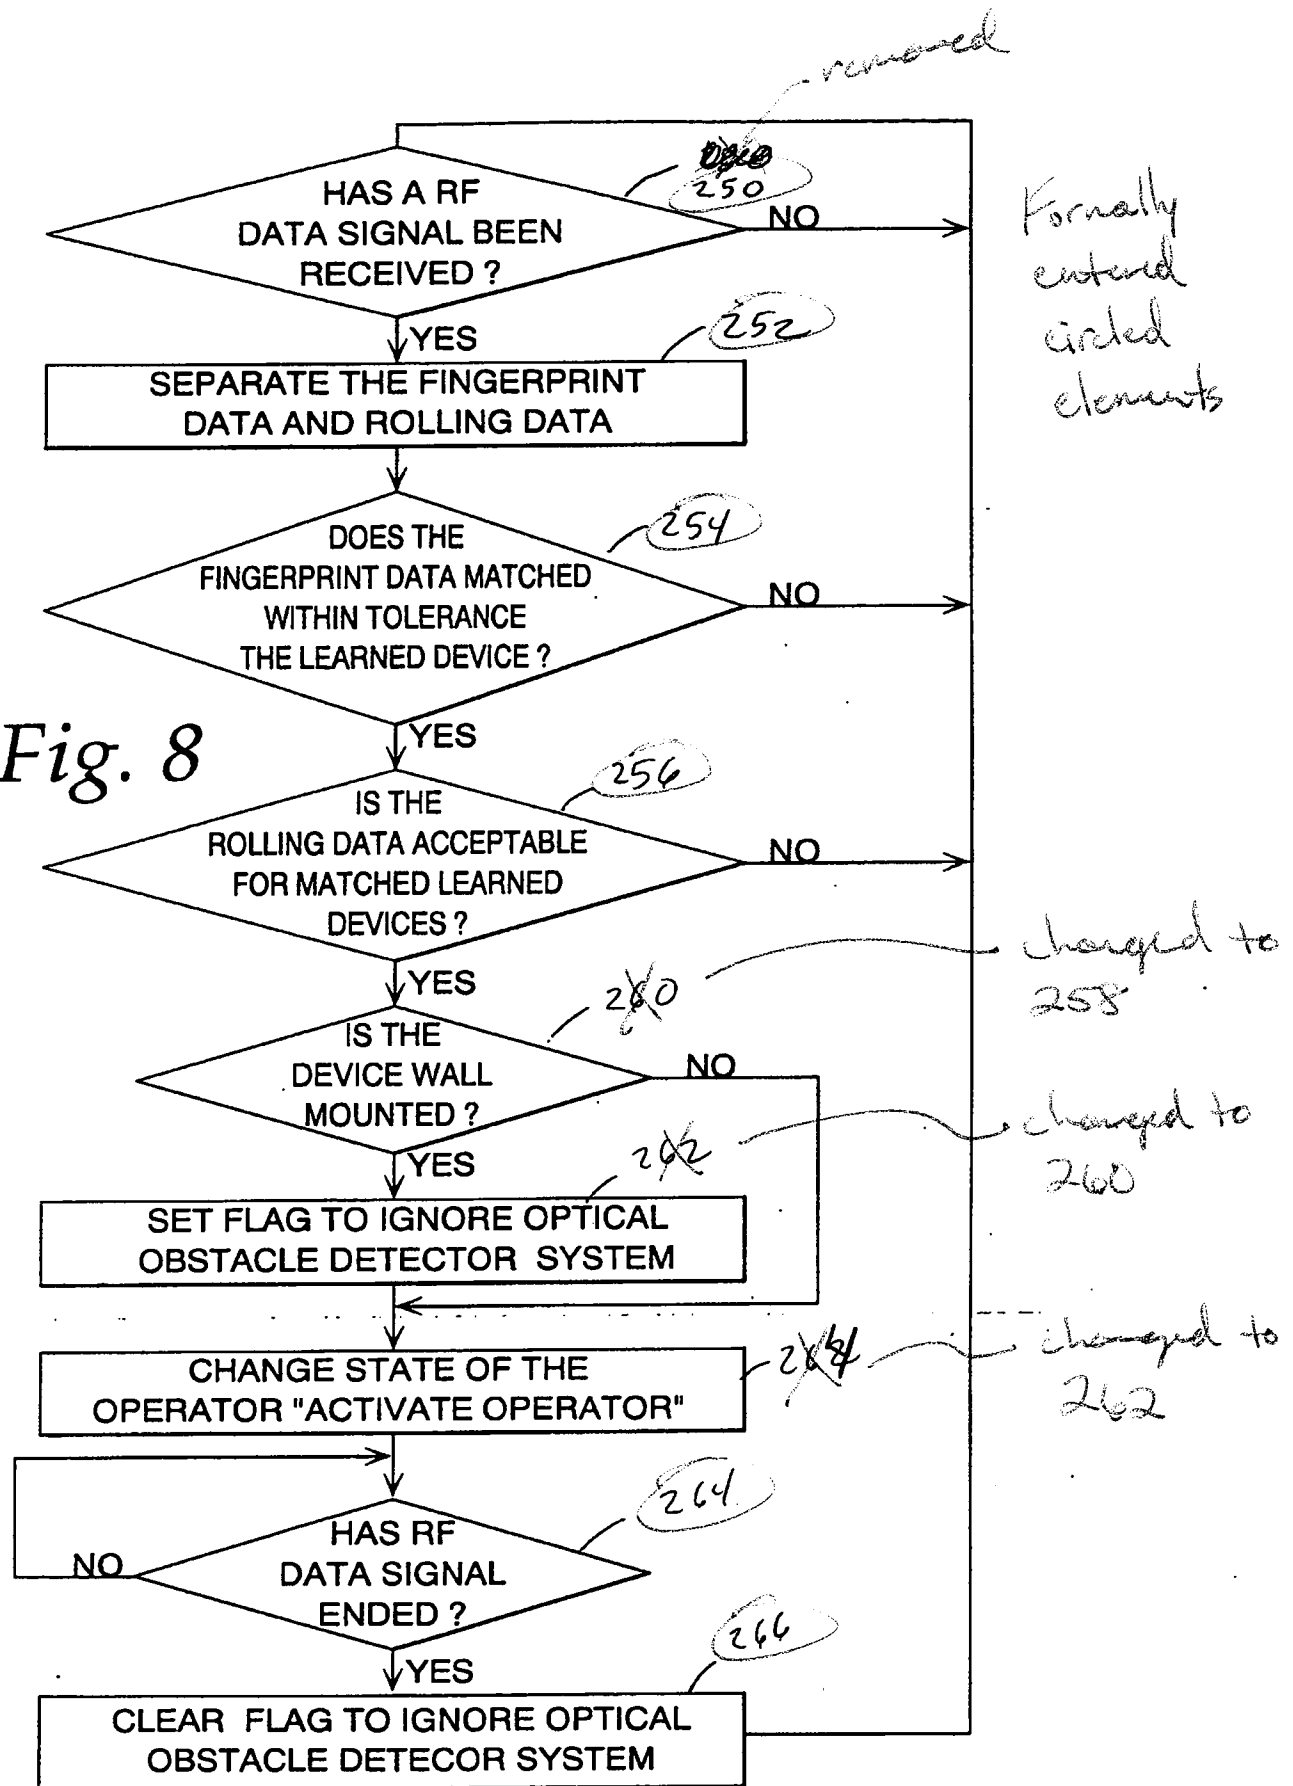 removed
250
HAS A RF
DATA SIGNAL BEEN
RECEIVED ?
NO
Formally
entered
circled
elements
YES
252
SEPARATE THE FINGERPRINT
DATA AND ROLLING DATA
254
DOES THE
FINGERPRINT DATA MATCHED
WITHIN TOLERANCE
THE LEARNED DEVICE ?
NO
Fig. 8
YES
256
IS THE
ROLLING DATA ACCEPTABLE
FOR MATCHED LEARNED
DEVICES ?
NO
YES
260
changed to
258
IS THE
DEVICE WALL
MOUNTED ?
NO
YES
262
changed to
260
SET FLAG TO IGNORE OPTICAL
OBSTACLE DETECTOR SYSTEM
CHANGE STATE OF THE
OPERATOR "ACTIVATE OPERATOR"
changed to
262
264
HAS RF
DATA SIGNAL
ENDED ?
NO
YES
266
CLEAR FLAG TO IGNORE OPTICAL
OBSTACLE DETECOR SYSTEM